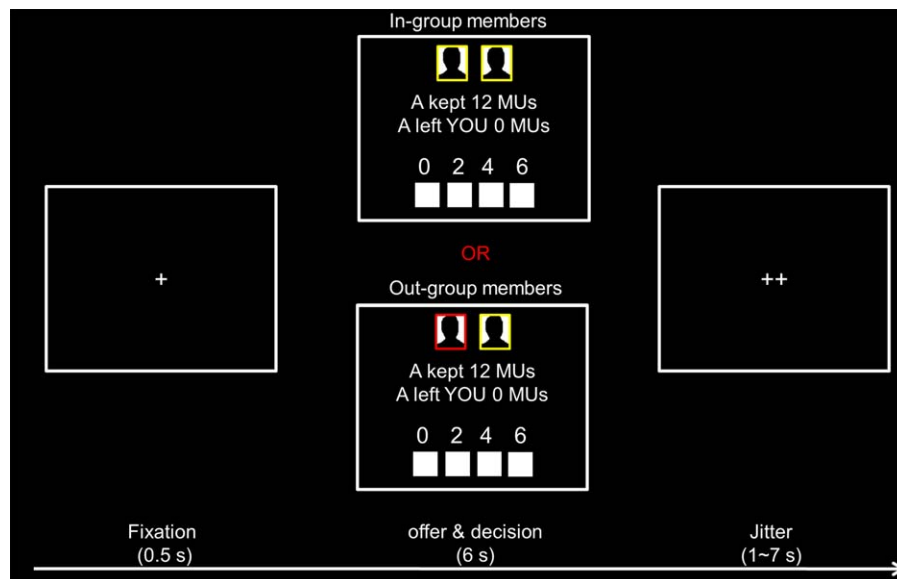 In-group members
A kept 12 MUs
A left YOU 0 MUs
0 2 4 6
+
OR
++
Out-group members
A kept 12 MUs
A left YOU 0 MUs
0 2 4 6
Fixation
(0.5 s)
offer & decision
(6 s)
Jitter
(1~7 s)